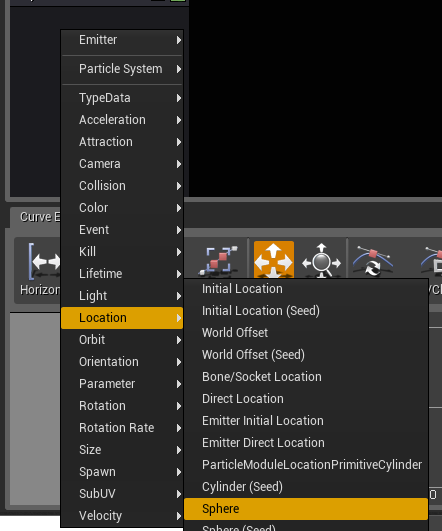 Emitter
Particle System
TypeData
Acceleration
Attraction
Camera
Collision
Color
Event
Kill
Lifetime
Light
Location
Orbit
Orientation
Parameter
Rotation
Rotation Rate
Size
Spawn
SubUV
Velocity
Curve E
Horizon
Initial Location
Initial Location (Seed)
World Offset
World Offset (Seed)
Bone/Socket Location
Direct Location
Emitter Initial Location
Emitter Direct Location
ParticleModuleLocationPrimitiveCylinder
Cylinder (Seed)
Sphere
Sphere (Seed)